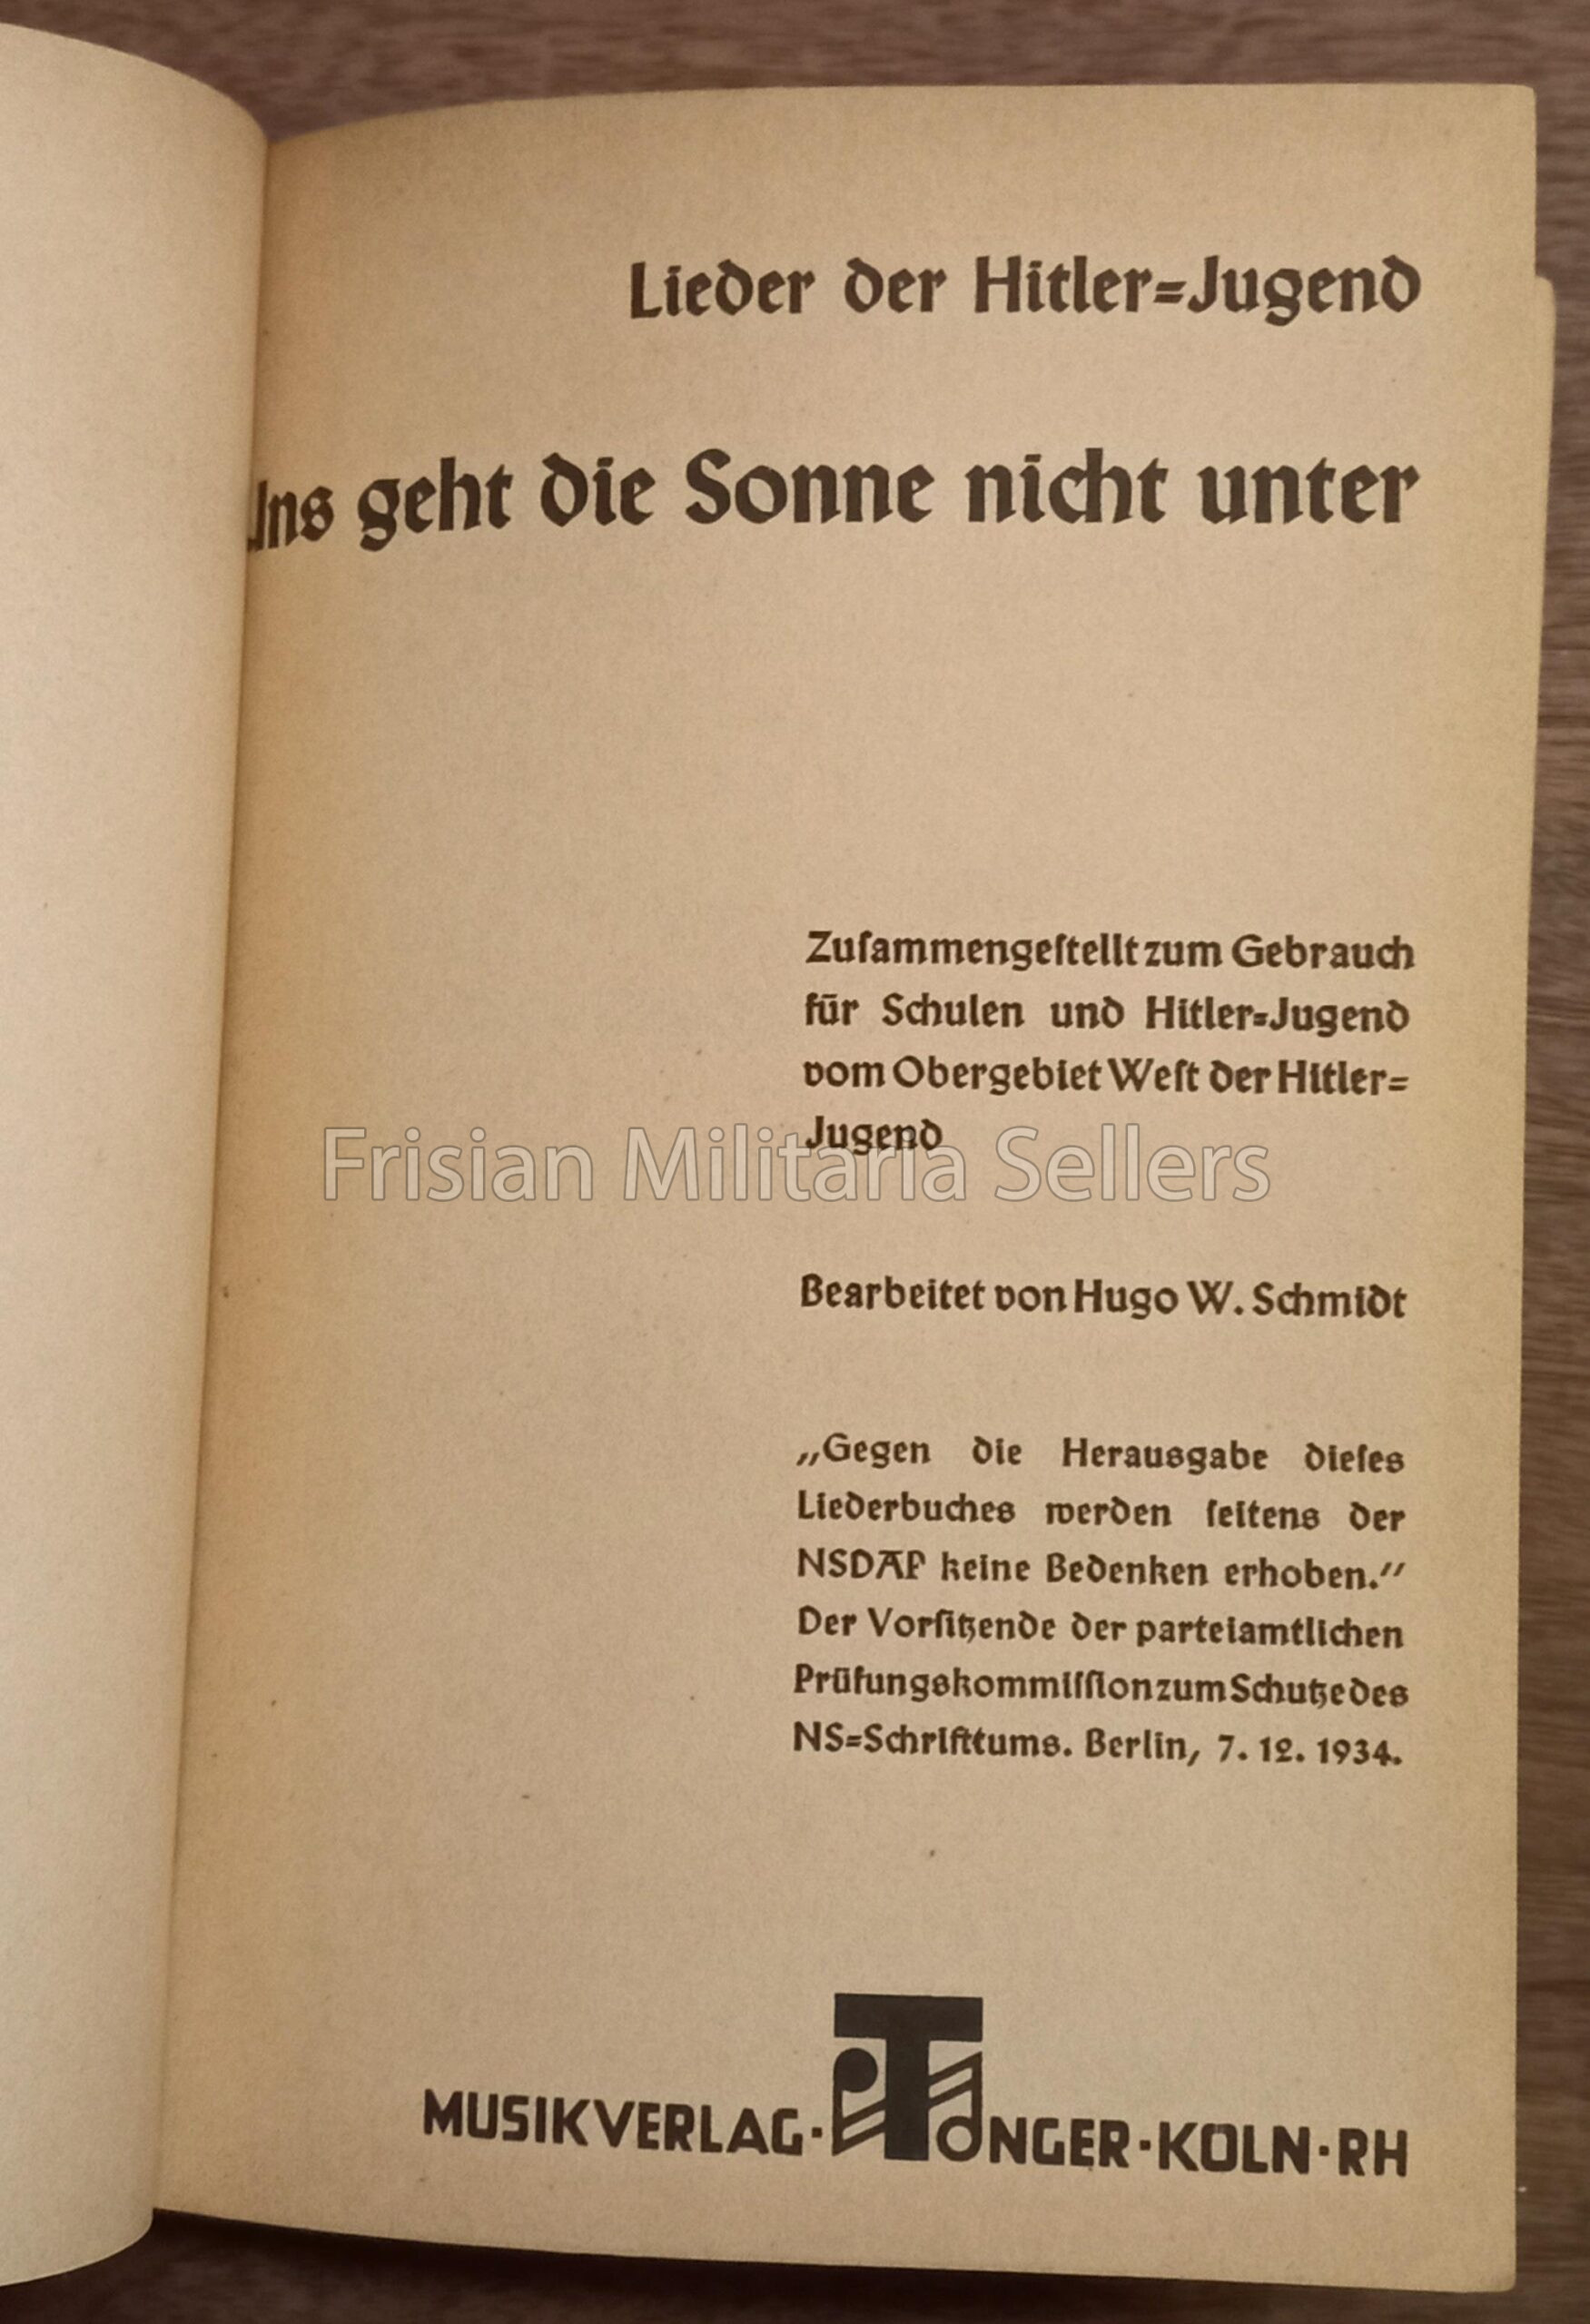 Lieder der Hitler=Jugend
Uns geht die Sonne nicht unter
Zuſammengeſtellt zum Gebrauch
für Schulen und Hitler=Jugend
vom Obergebiet Weſt der Hitler=
Jugend
Frisian Militaria Sellers
Bearbeitet von Hugo W. Schmidt
„Gegen die Herausgabe dieſes
Liederbuches werden ſeitens der
NSDAP keine Bedenken erhoben.“
Der Vorſitzende der parteiamtlichen
Prüfungskommiſſion zum Schutze des
NS=Schrifttums. Berlin, 7. 12. 1934.
MUSIKVERLAG · P T TONGER · KÖLN · RH